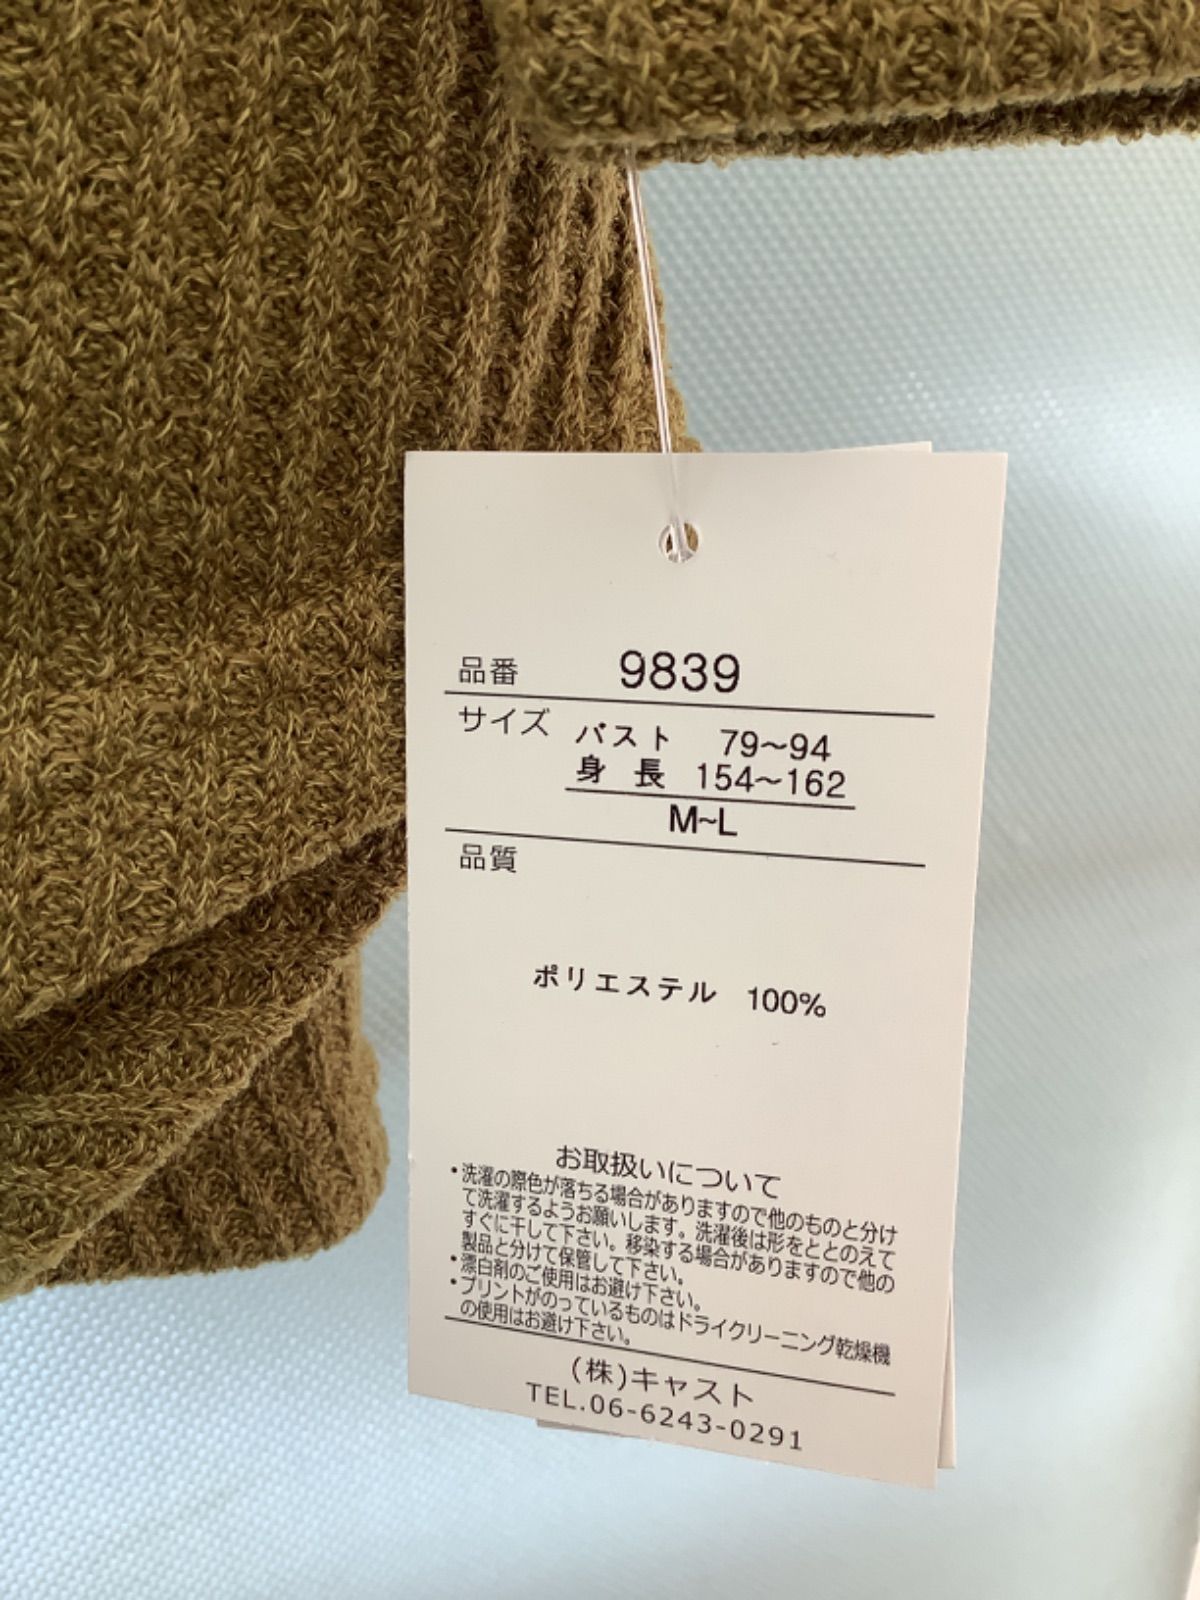 品番 9839
サイズ バスト 79〜94
身長 154〜162
M~L
品質
ポリエステル 100%
お取扱いについて
・洗濯の際色が落ちる場合がありますので他のものと分け
て洗濯するようお願いします。洗濯後は形をととのえて
すぐに干して下さい。移染する場合がありますので他の
製品と分けて保管して下さい。
・漂白剤のご使用はお避け下さい。
・プリントがのっているものはドライクリーニング乾燥機
の使用はお避け下さい。
(株)キャスト
TEL.06-6243-0291